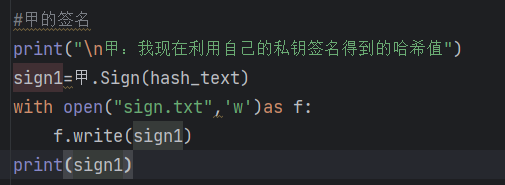 #甲的签名
print("\n甲：我现在利用自己的私钥签名得到的哈希值")
sign1=甲.Sign(hash_text)
with open("sign.txt",'w')as f:
    f.write(sign1)
print(sign1)